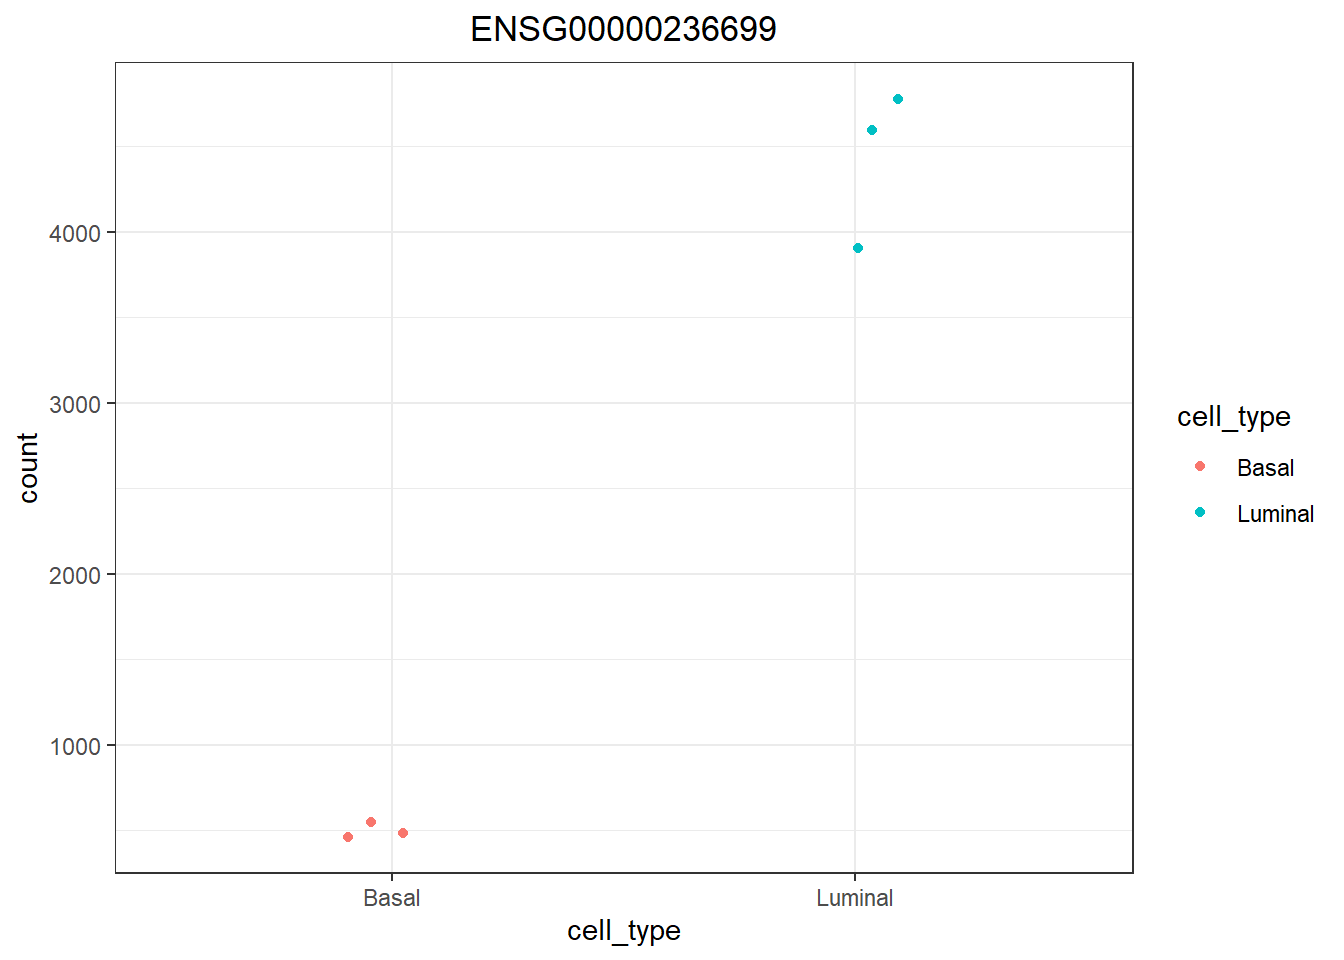 ENSG00000236699
count
4000
3000
2000
1000
Basal
Luminal
cell_type
cell_type
Basal
Luminal